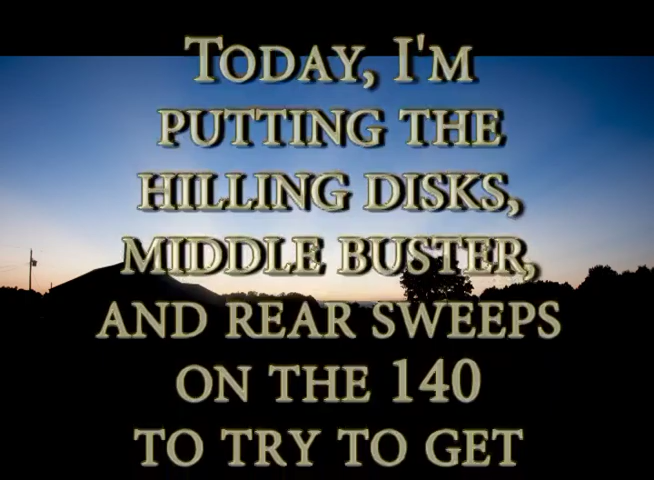 Today, I'm
putting the
hilling disks,
middle buster,
and rear sweeps
on the 140
to try to get